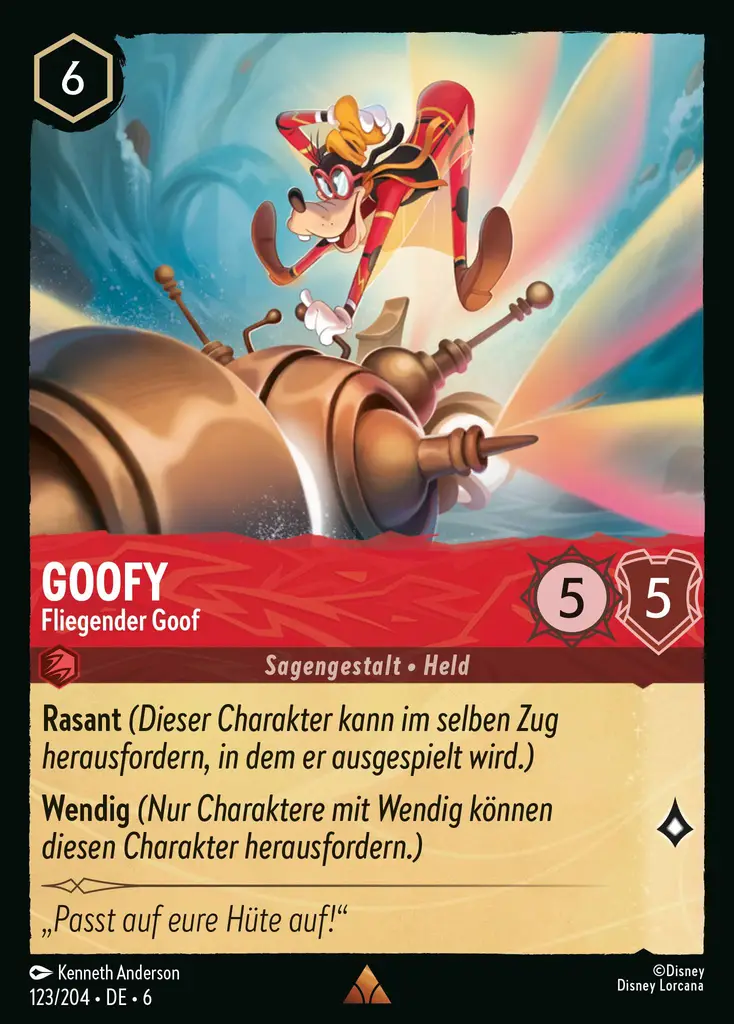 6
GOOFY
Fliegender Goof
5
5
Sagengestalt • Held
Rasant (Dieser Charakter kann im selben Zug
herausfordern, in dem er ausgespielt wird.)
Wendig (Nur Charaktere mit Wendig können
diesen Charakter herausfordern.)
„Passt auf eure Hüte auf!“
Kenneth Anderson
123/204 • DE • 6
©Disney
Disney Lorcana